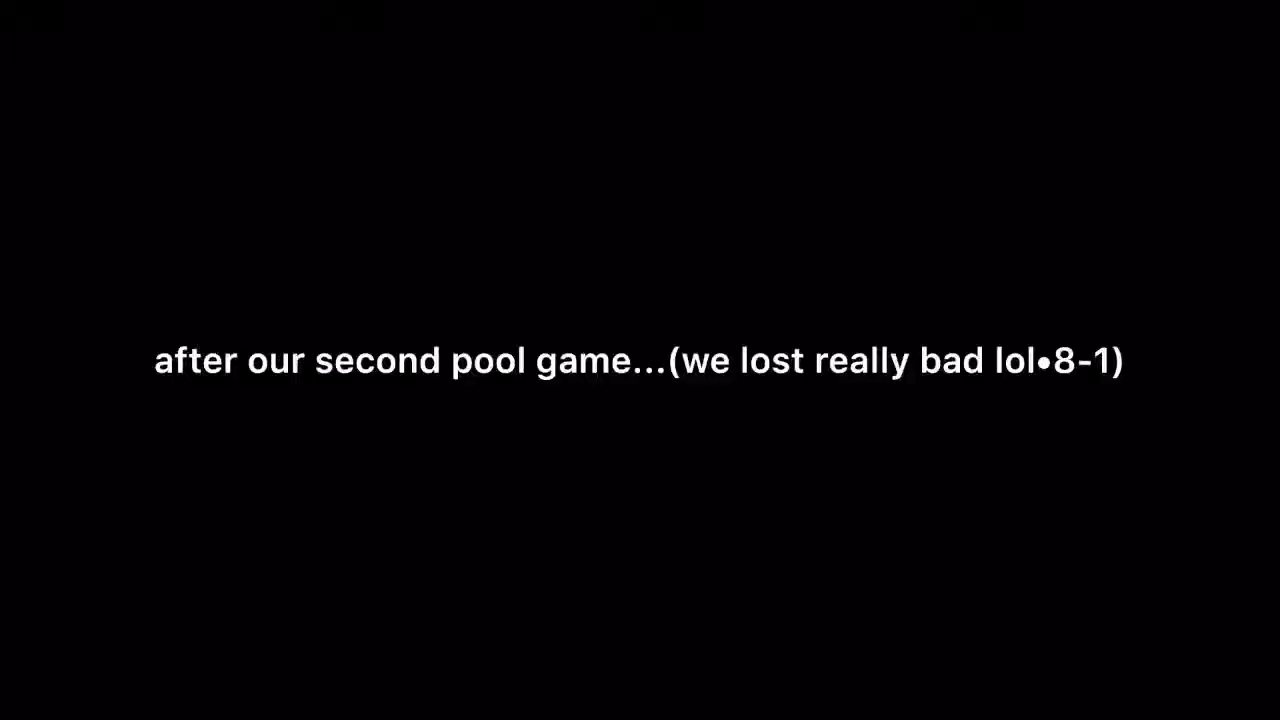 after our second pool game...(we lost really bad lol•8-1)